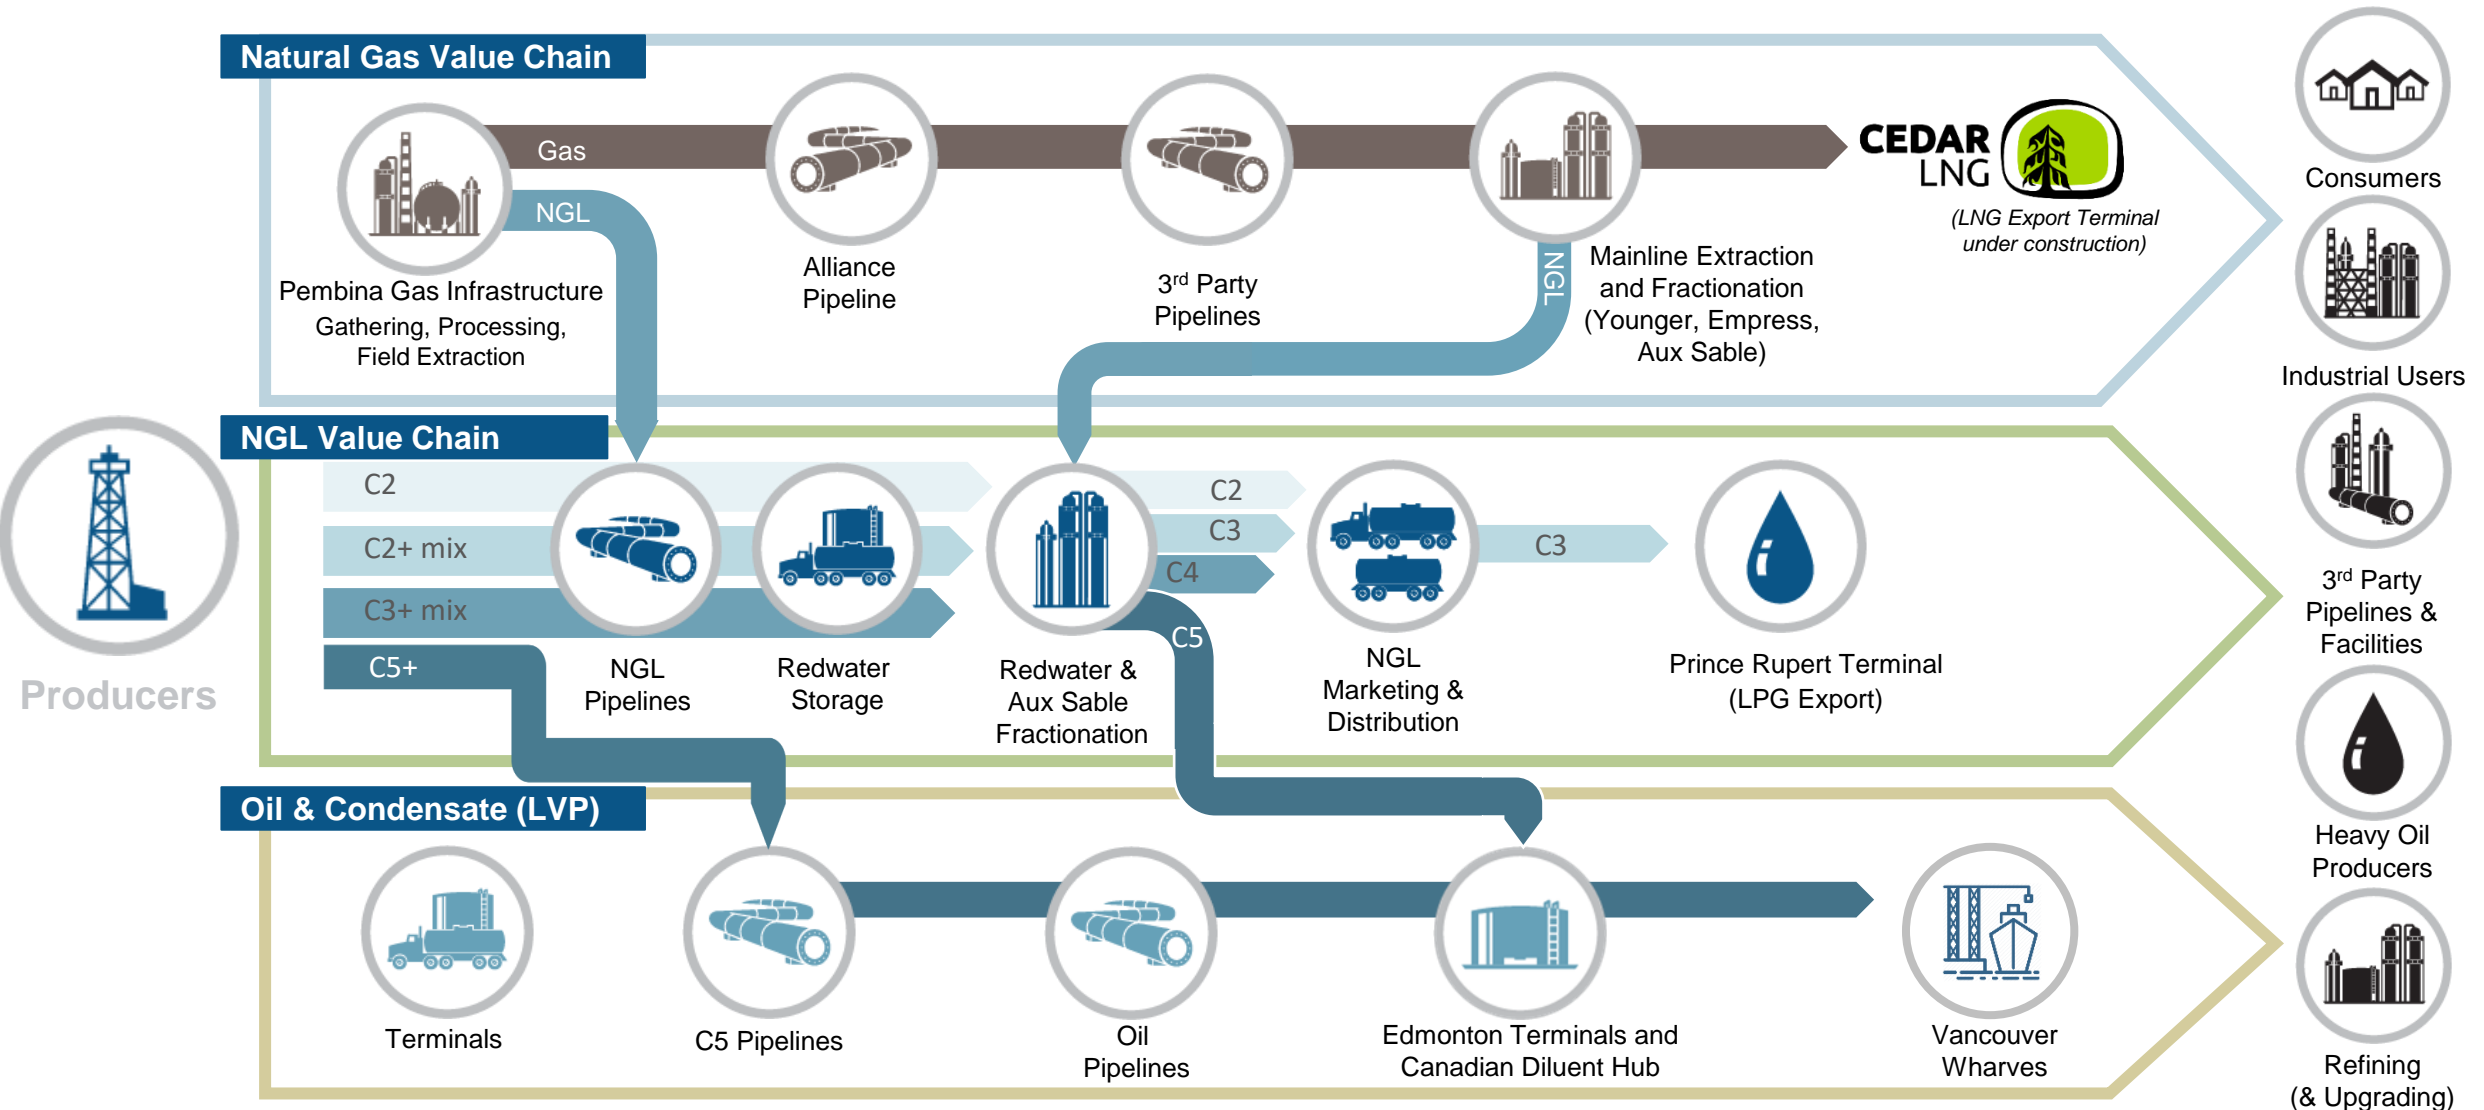 Natural Gas Value Chain
Gas
NGL
Pembina Gas Infrastructure
Gathering, Processing,
Field Extraction
Alliance
Pipeline
3rd Party
Pipelines
NGL
Mainline Extraction
and Fractionation
(Younger, Empress,
Aux Sable)
CEDAR
LNG
(LNG Export Terminal
under construction)
Producers
NGL Value Chain
C2
C2+ mix
C3+ mix
C5+
NGL
Pipelines
Redwater
Storage
Redwater &
Aux Sable
Fractionation
C2
C3
C4
C5
NGL
Marketing &
Distribution
C3
Prince Rupert Terminal
(LPG Export)
Oil & Condensate (LVP)
Terminals
C5 Pipelines
Oil
Pipelines
Edmonton Terminals and
Canadian Diluent Hub
Vancouver
Wharves
Consumers
Industrial Users
3rd Party
Pipelines &
Facilities
Heavy Oil
Producers
Refining
(& Upgrading)